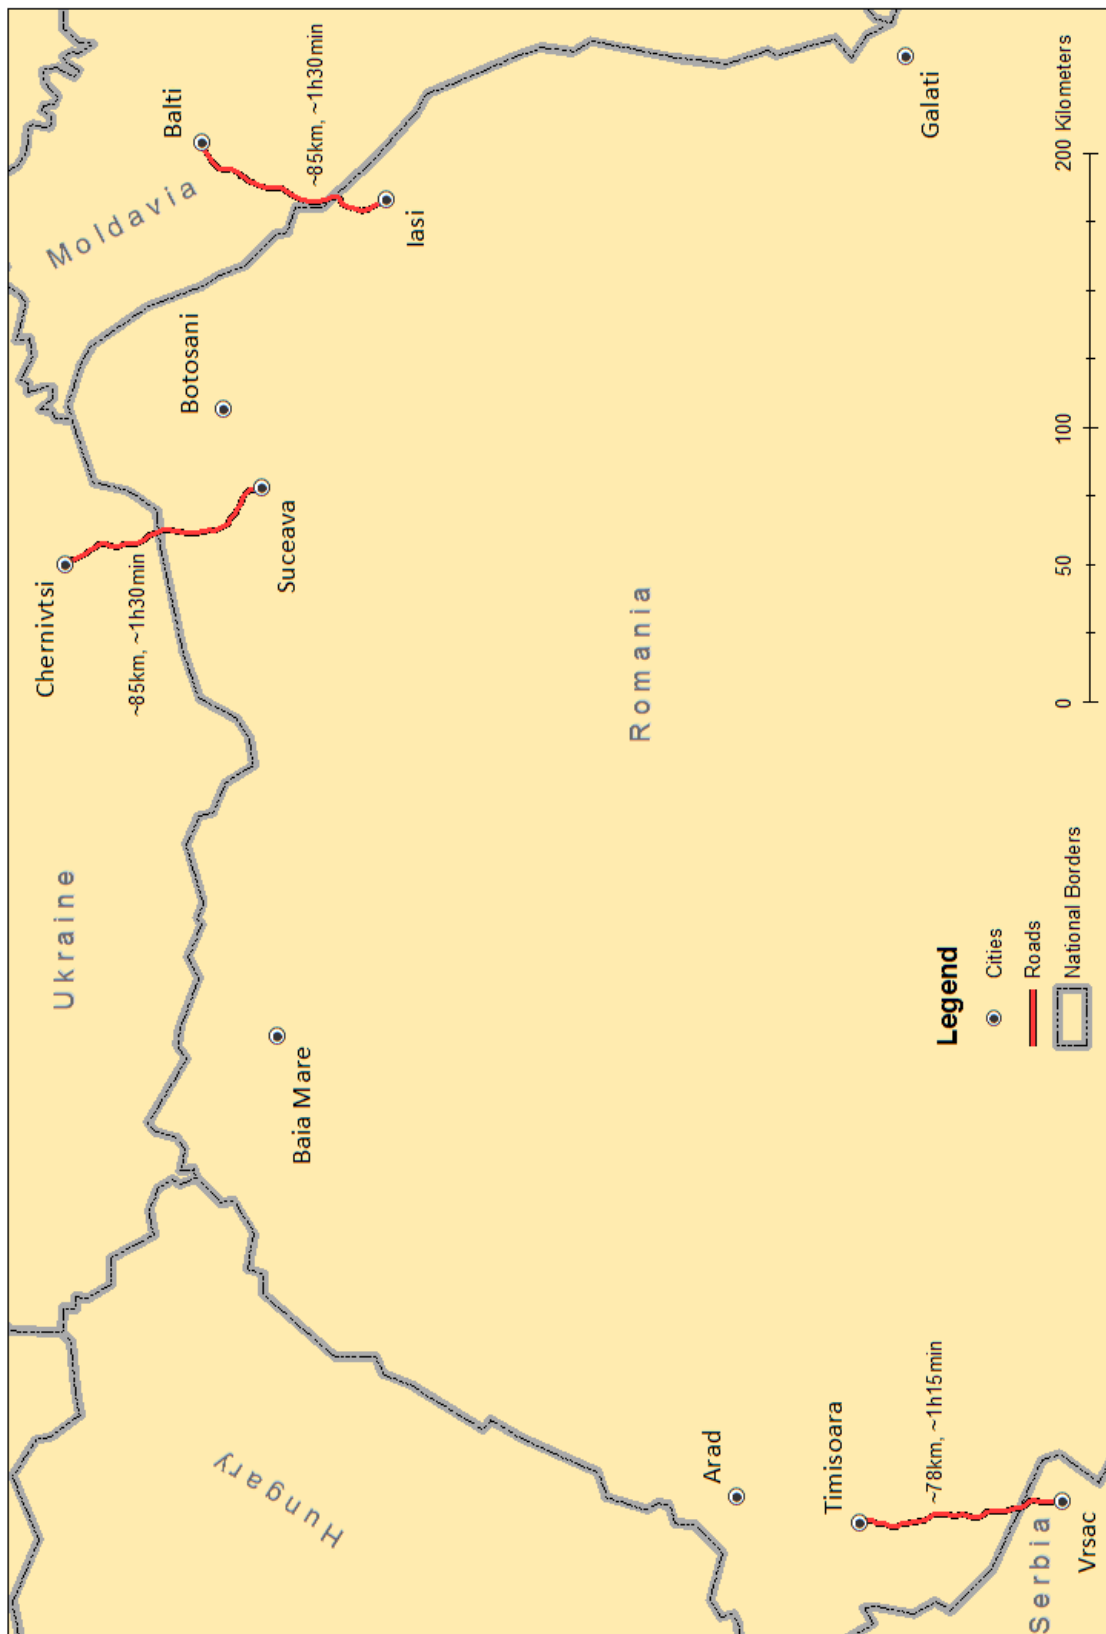 Ukraine
Chernivtsi
~85km, ~1h30min
Suceava
Botosani
Moldavia
Balti
~85km, ~1h30min
Iasi
Galati
Baia Mare
Romania
Hungary
Arad
Timisoara
~78km, ~1h15min
Serbia
Vrsac
Legend
Cities
Roads
National Borders
0 50 100 200 Kilometers